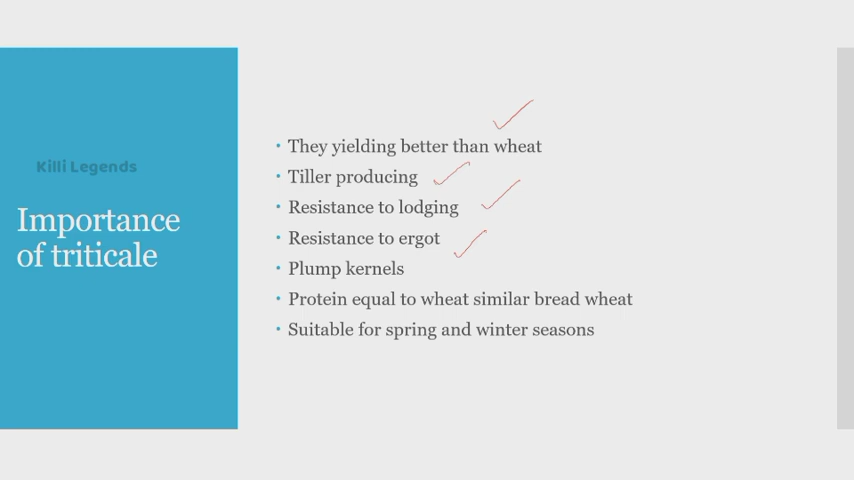 Killi Legends
Importance
of triticale
• They yielding better than wheat
• Tiller producing
• Resistance to lodging
• Resistance to ergot
• Plump kernels
• Protein equal to wheat similar bread wheat
• Suitable for spring and winter seasons